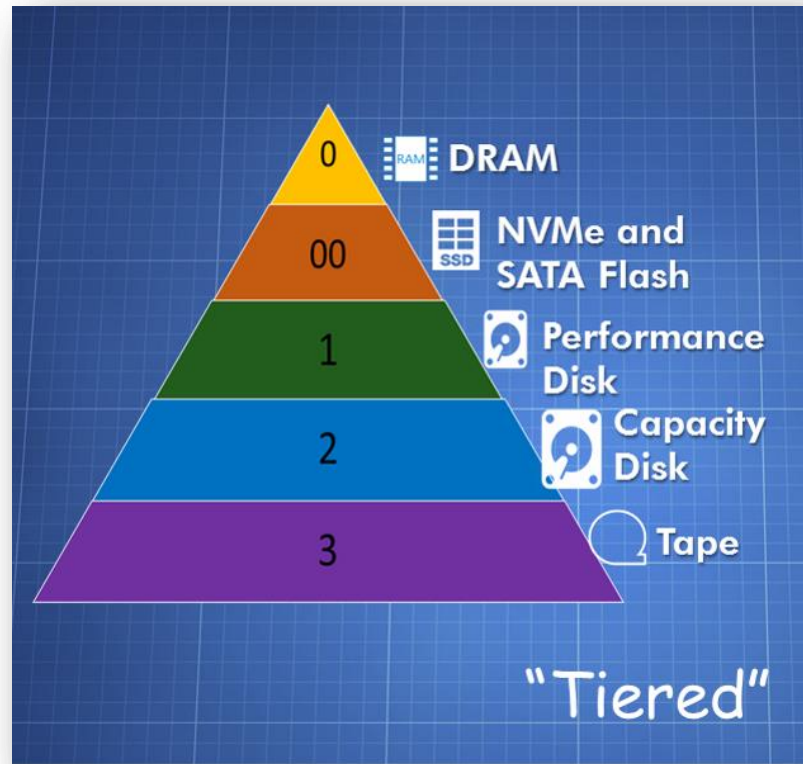 0
RAM
DRAM
00
SSD
NVMe and
SATA Flash
1
Performance
Disk
2
Capacity
Disk
3
Tape
"Tiered"